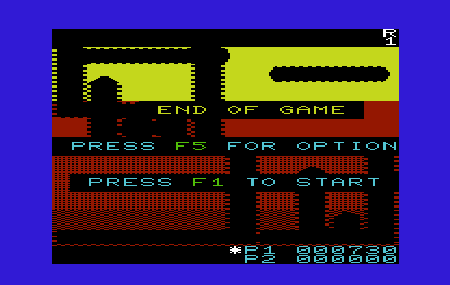 R
1
END OF GAME
PRESS F5 FOR OPTION
PRESS F1 TO START
*P1 000730
P2 000000